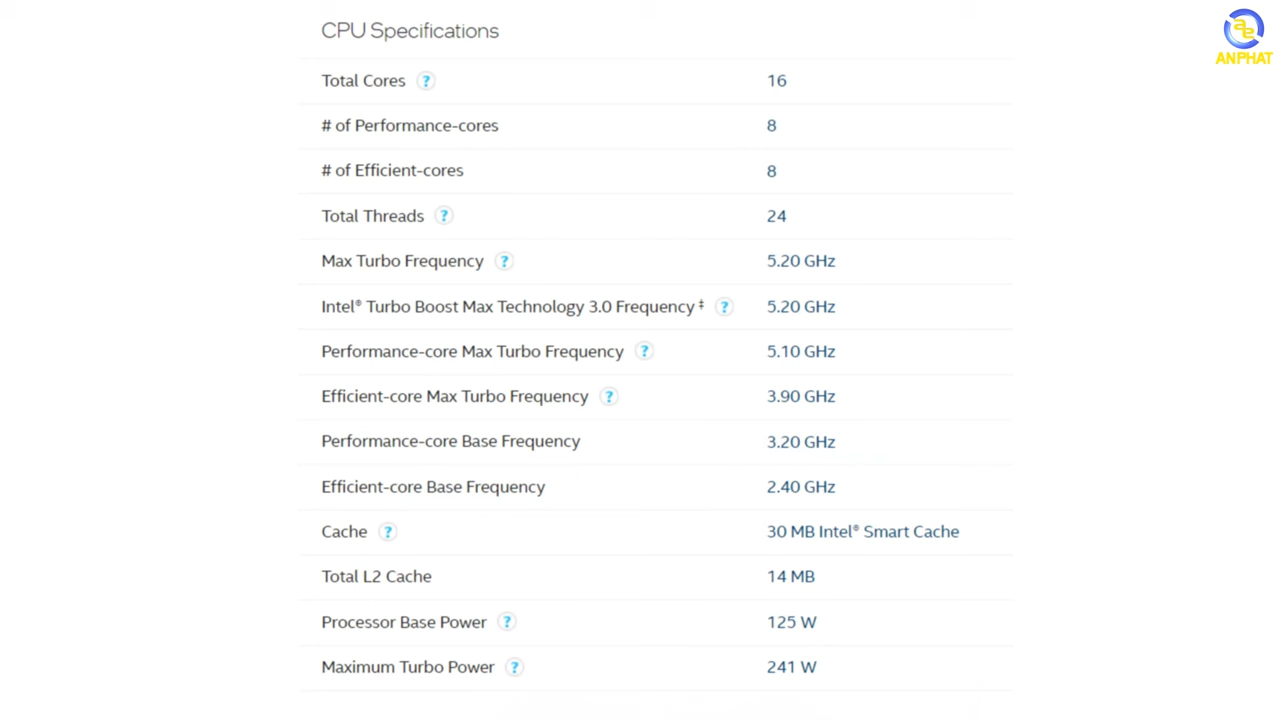 CPU Specifications
Total Cores ? 16
# of Performance-cores 8
# of Efficient-cores 8
Total Threads ? 24
Max Turbo Frequency ? 5.20 GHz
Intel® Turbo Boost Max Technology 3.0 Frequency ‡ ? 5.20 GHz
Performance-core Max Turbo Frequency ? 5.10 GHz
Efficient-core Max Turbo Frequency ? 3.90 GHz
Performance-core Base Frequency 3.20 GHz
Efficient-core Base Frequency 2.40 GHz
Cache ? 30 MB Intel® Smart Cache
Total L2 Cache 14 MB
Processor Base Power ? 125 W
Maximum Turbo Power ? 241 W
ANPHAT